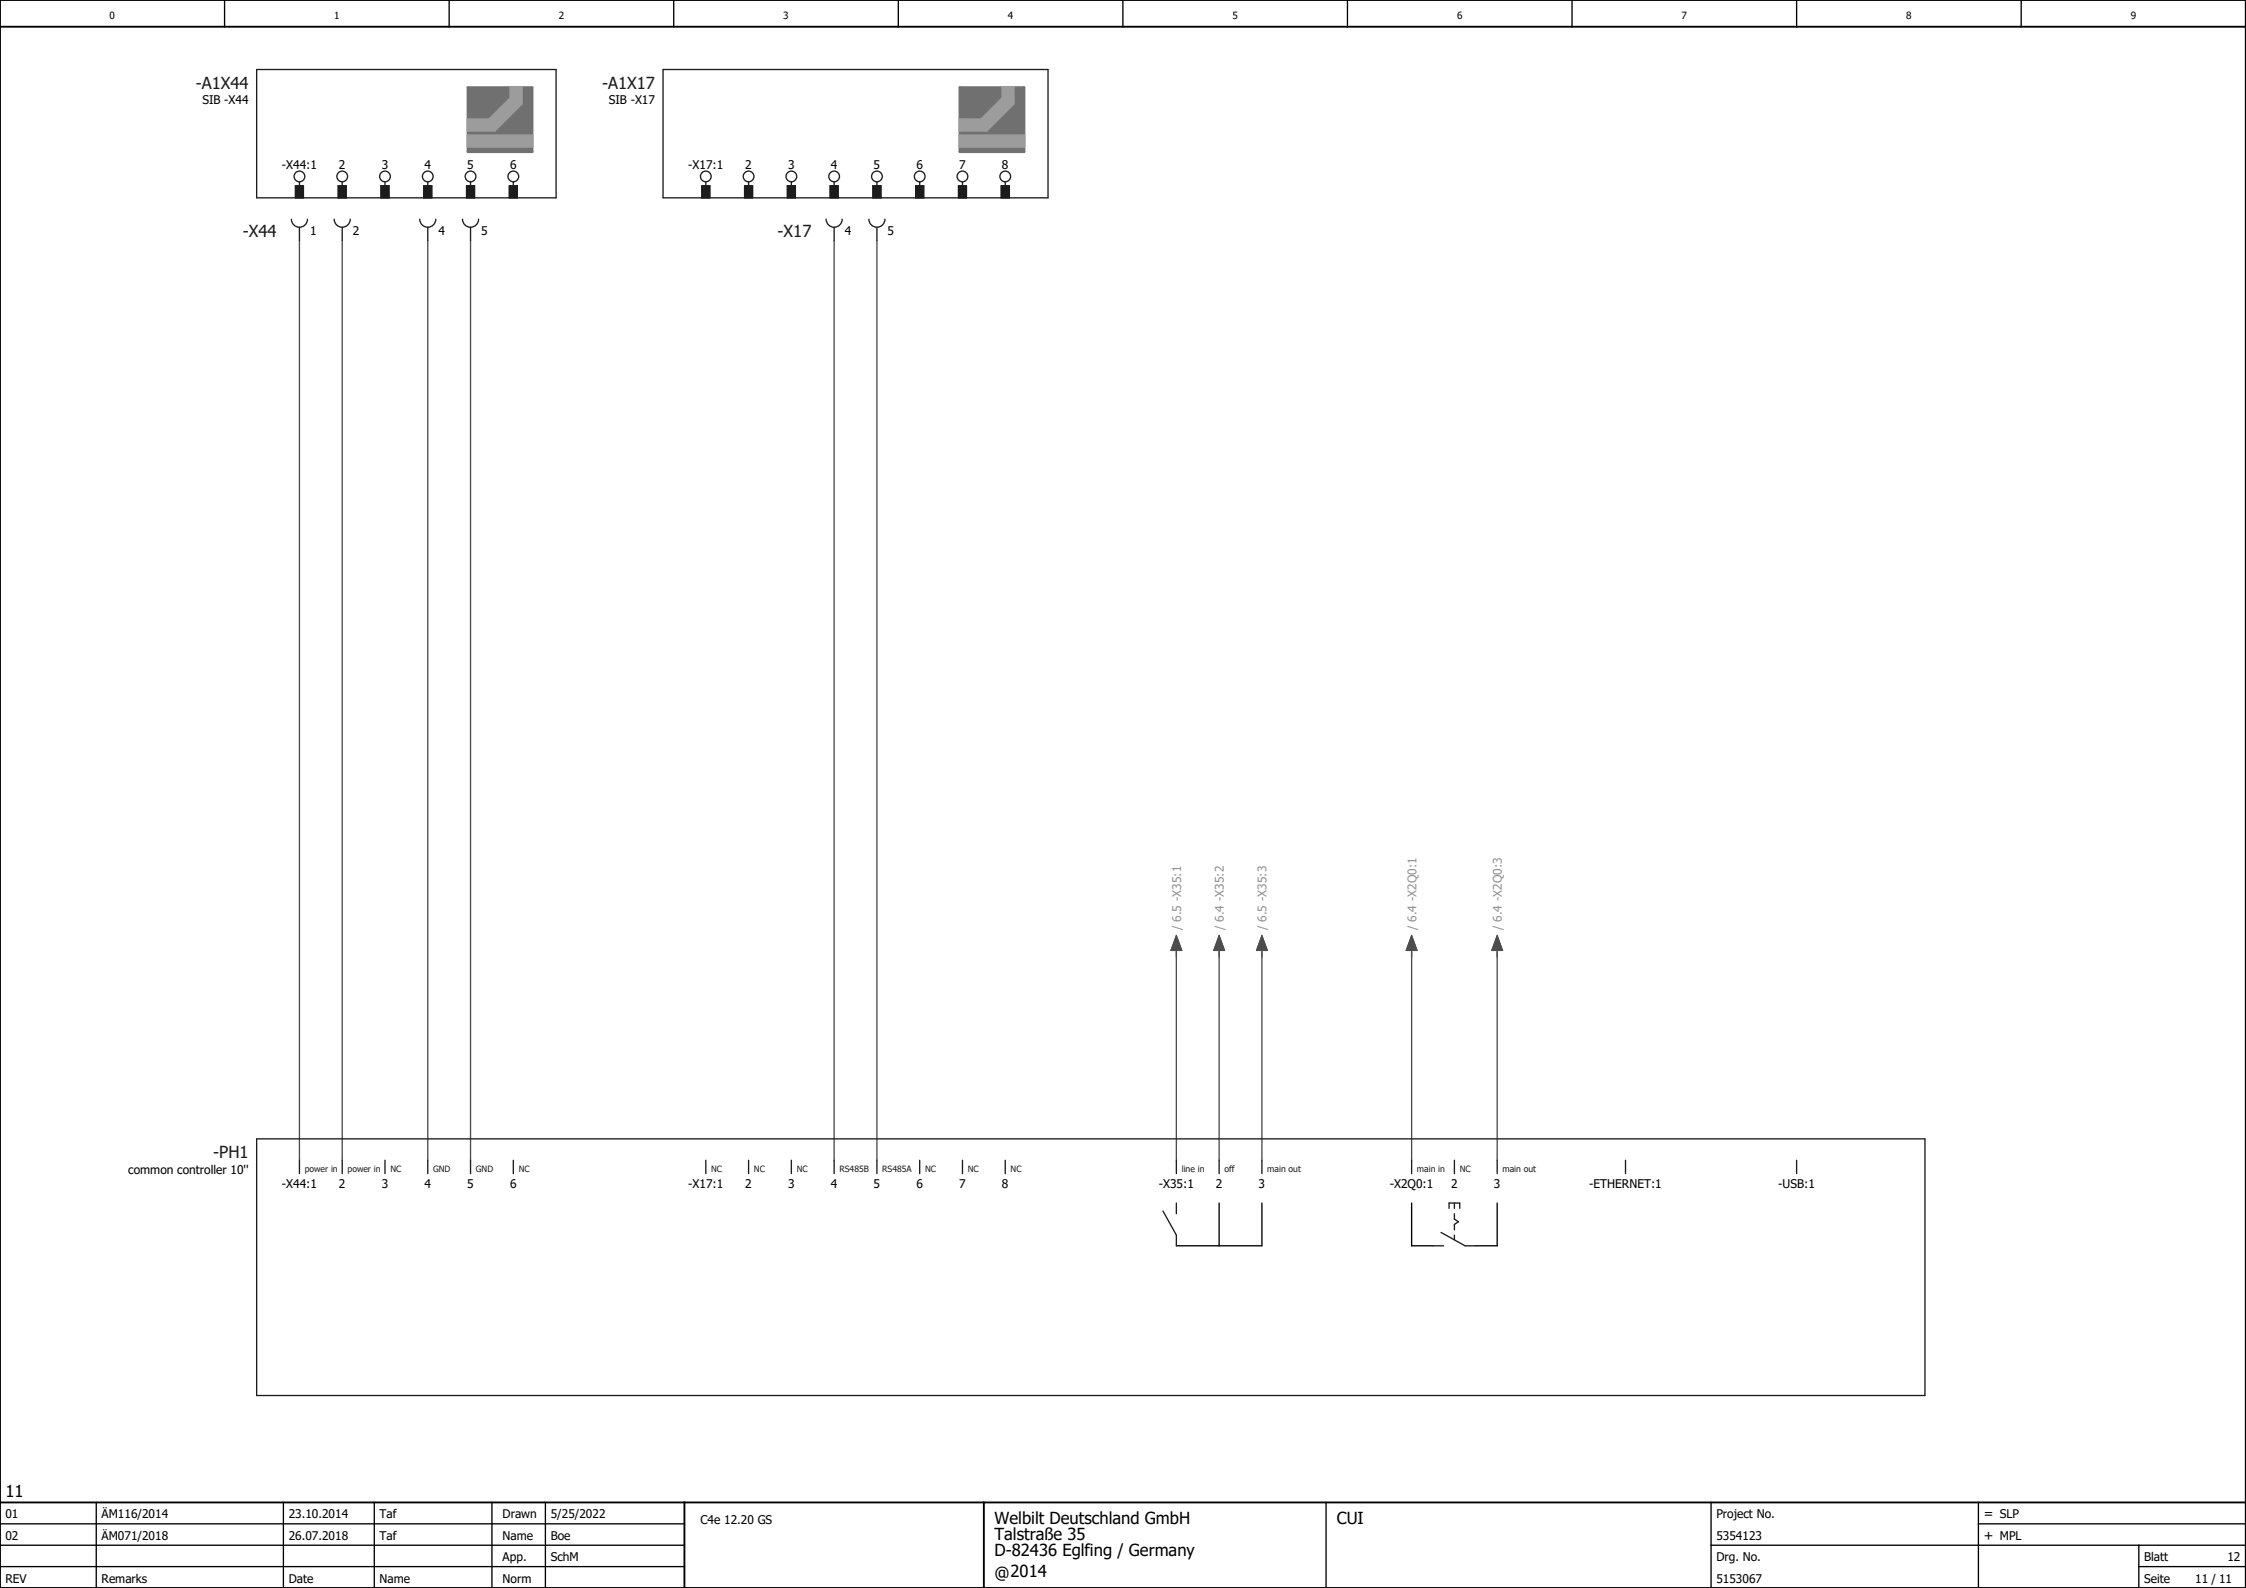 0 1 2 3 4 5 6 7 8 9
-A1X44
SIB -X44
-X44:1 2 3 4 5 6
-A1X17
SIB -X17
-X17:1 2 3 4 5 6 7 8
-X44 1 2 4 5
-X17 4 5
/ 6.5 -X35:1
/ 6.4 -X35:2
/ 6.5 -X35:3
/ 6.4 -X2Q0:1
/ 6.4 -X2Q0:3
-PH1
common controller 10"
power in power in NC GND GND NC
-X44:1 2 3 4 5 6
NC NC NC RS485B RS485A NC NC NC
-X17:1 2 3 4 5 6 7 8
line in off main out
-X35:1 2 3
main in NC main out
-X2Q0:1 2 3
-ETHERNET:1
-USB:1
11
01 ÄM116/2014 23.10.2014 Taf Drawn 5/25/2022
02 ÄM071/2018 26.07.2018 Taf Name Boe
App. SchM
REV Remarks Date Name Norm
C4e 12.20 GS
Welbilt Deutschland GmbH
Talstraße 35
D-82436 Eglfing / Germany
@2014
CUI
Project No.
5354123
Drg. No.
5153067
= SLP
+ MPL
Blatt 12
Seite 11 / 11